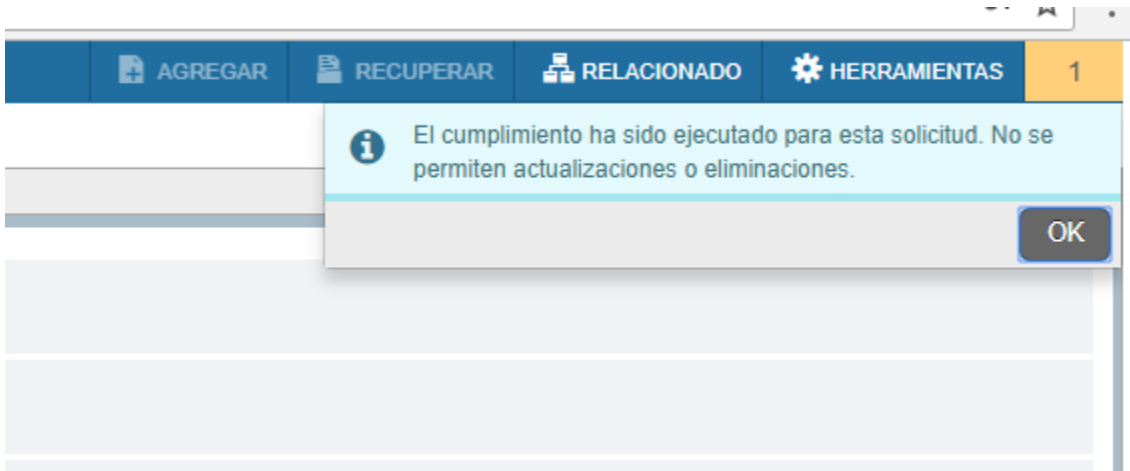 AGREGAR RECUPERAR RELACIONADO HERRAMIENTAS 1
El cumplimiento ha sido ejecutado para esta solicitud. No se
permiten actualizaciones o eliminaciones.
OK